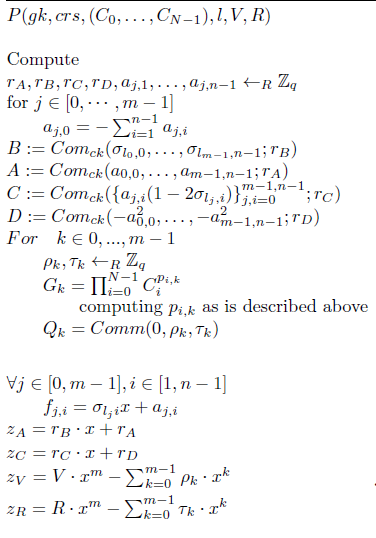 P(gk, crs, (C_0, …, C_{N−1}), l, V, R)
Compute
r_A, r_B, r_C, r_D, a_{j,1}, …, a_{j,n−1} ←_R ℤ_q
for j ∈ [0, ⋯, m − 1]
a_{j,0} = − ∑_{i=1}^{n−1} a_{j,i}
B := Com_{ck}(σ_{l_0,0}, …, σ_{l_{m−1},n−1}; r_B)
A := Com_{ck}(a_{0,0}, …, a_{m−1,n−1}; r_A)
C := Com_{ck}({a_{j,i}(1 − 2σ_{l_j,i})}_{j,i=0}^{m−1,n−1}; r_C)
D := Com_{ck}(−a_{0,0}^2, …, −a_{m−1,n−1}^2; r_D)
For k ∈ 0, ..., m − 1
ρ_k, τ_k ←_R ℤ_q
G_k = ∏_{i=0}^{N−1} C_i^{p_{i,k}}
computing p_{i,k} as is described above
Q_k = Comm(0, ρ_k, τ_k)
∀j ∈ [0, m − 1], i ∈ [1, n − 1]
f_{j,i} = σ_{l_j i}x + a_{j,i}
z_A = r_B · x + r_A
z_C = r_C · x + r_D
z_V = V · x^m − ∑_{k=0}^{m−1} ρ_k · x^k
z_R = R · x^m − ∑_{k=0}^{m−1} τ_k · x^k
.